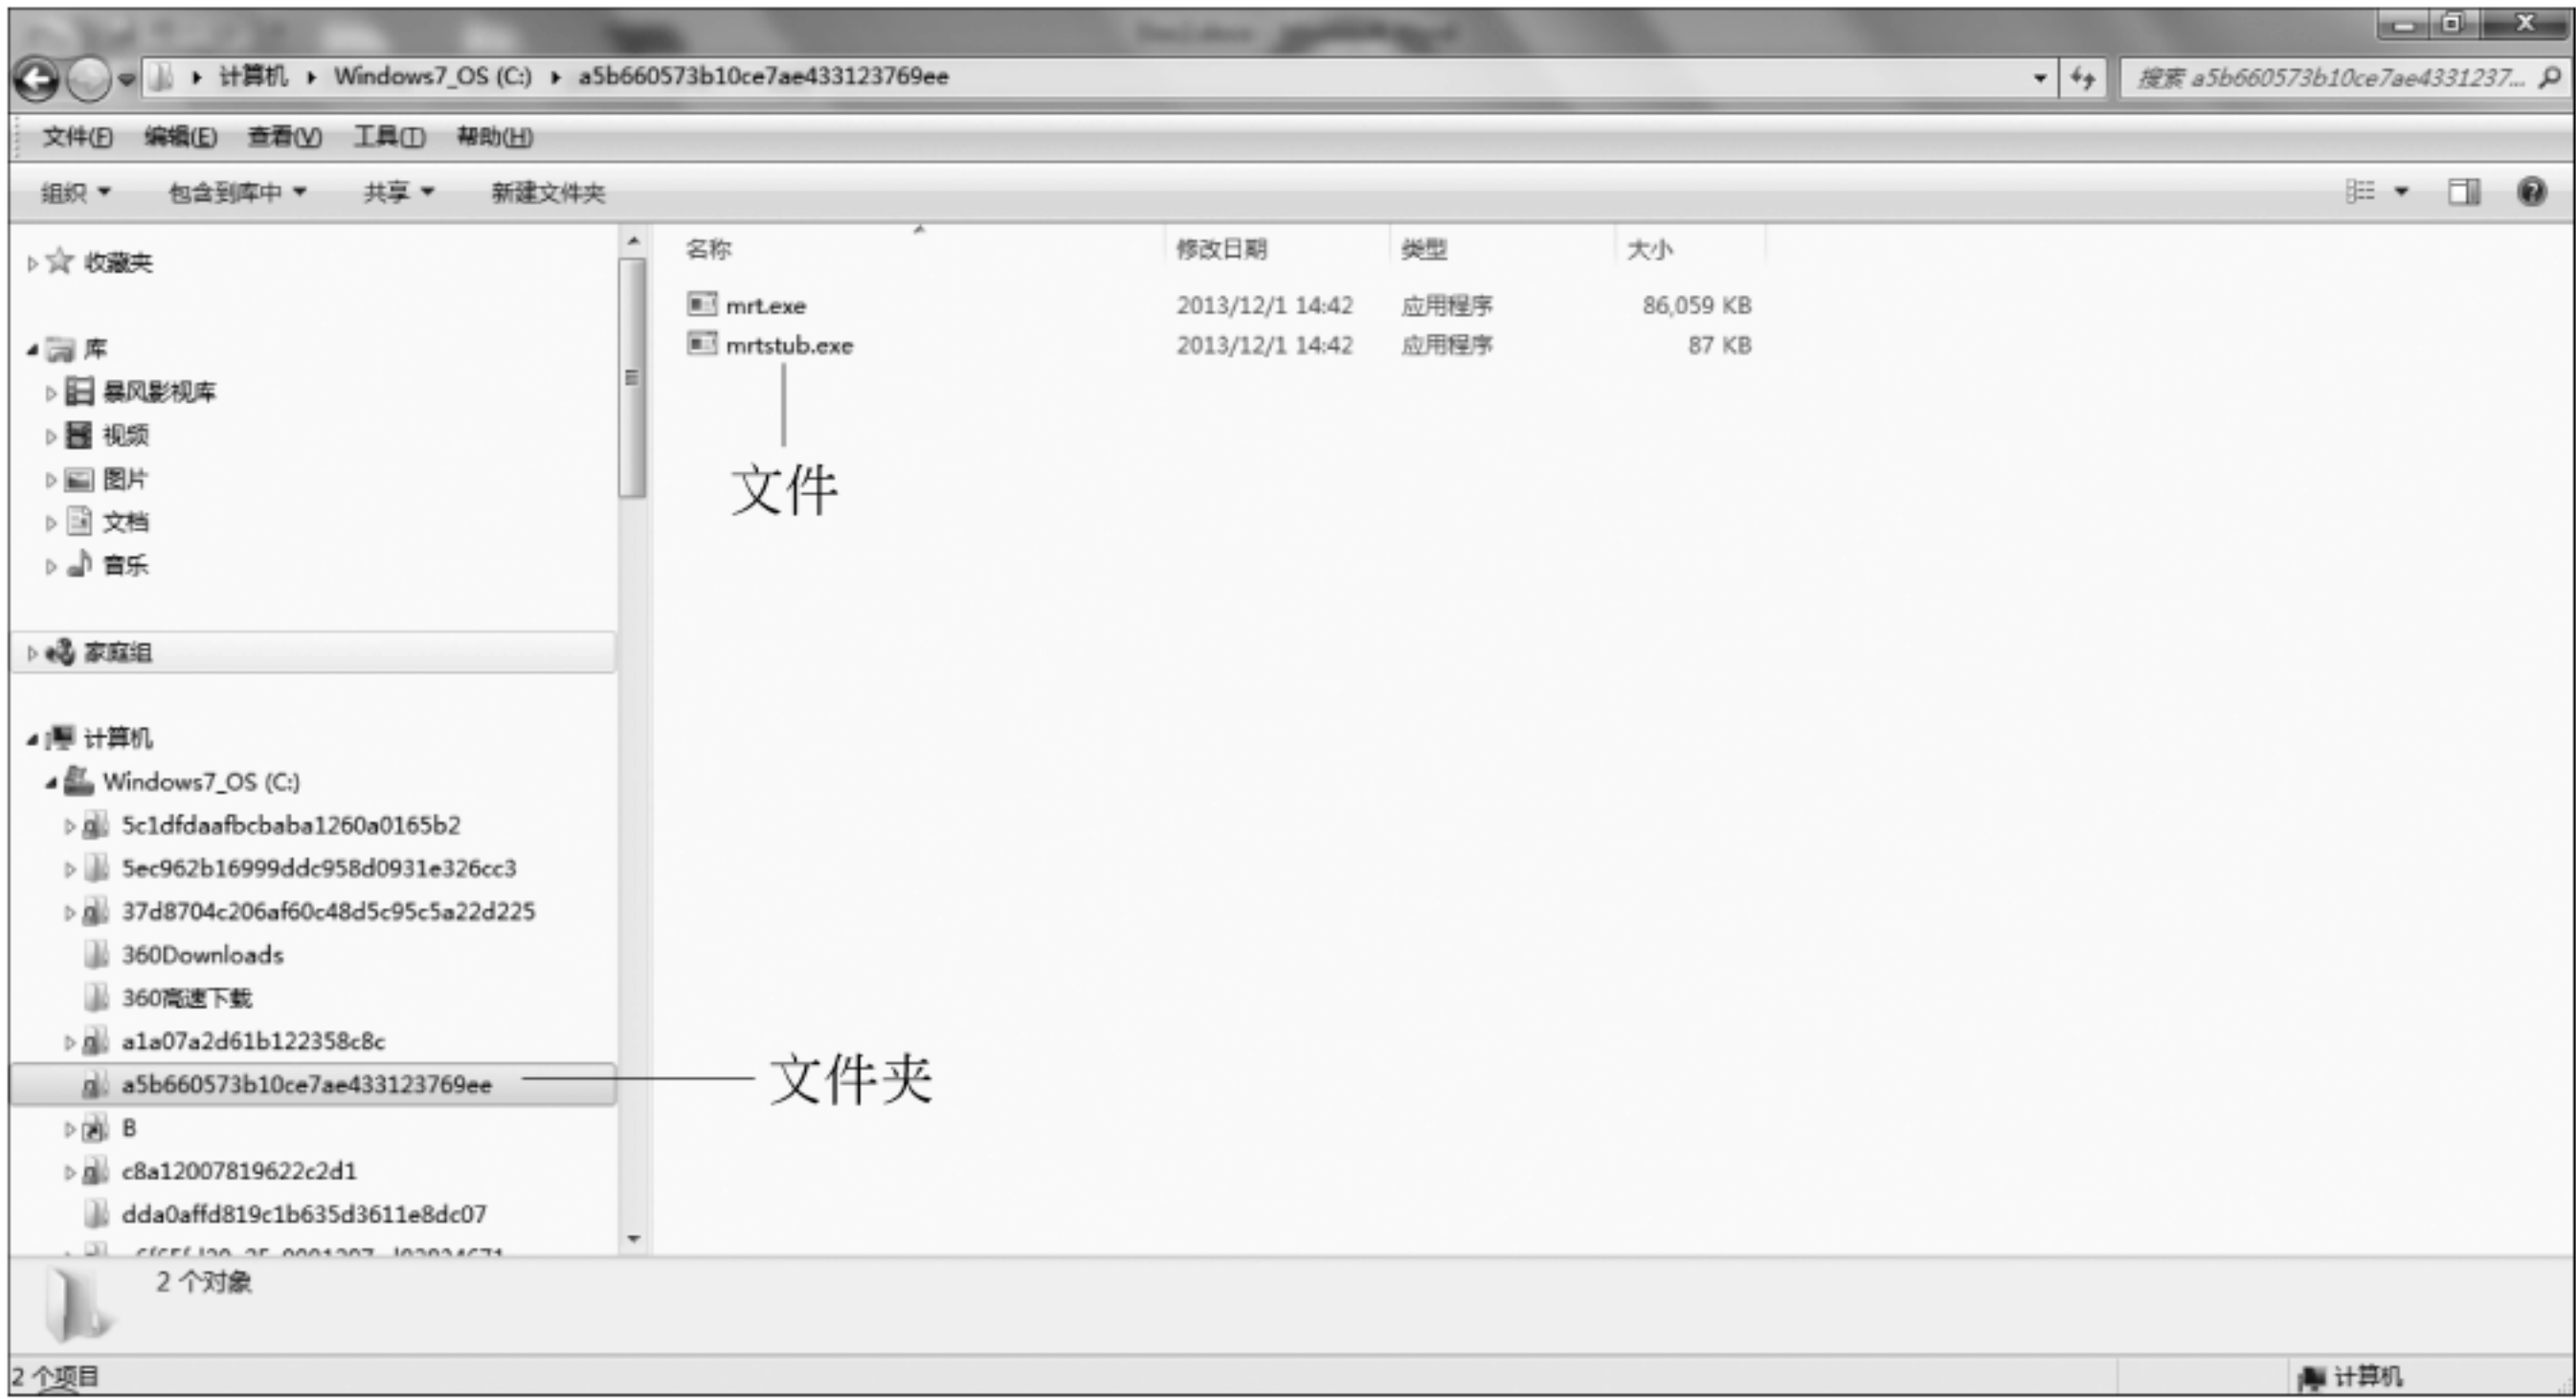 计算机 Windows7_OS (C:) a5b660573b10ce7ae433123769ee 搜索 a5b660573b10ce7ae4331237...
文件(F) 编辑(E) 查看(V) 工具(T) 帮助(H)
组织 包含到库中 共享 新建文件夹
收藏夹
库
暴风影视库
视频
图片
文档
音乐
家庭组
计算机
Windows7_OS (C:)
5c1dfdaafbcbaba1260a0165b2
5ec962b16999ddc958d0931e326cc3
37d8704c206af60c48d5c95c5a22d225
360Downloads
360高速下载
a1a07a2d61b122358c8c
a5b660573b10ce7ae433123769ee
B
c8a12007819622c2d1
dda0affd819c1b635d3611e8dc07
名称 修改日期 类型 大小
mrt.exe 2013/12/1 14:42 应用程序 86,059 KB
mrtstub.exe 2013/12/1 14:42 应用程序 87 KB
文件
文件夹
2 个对象
2 个项目 计算机